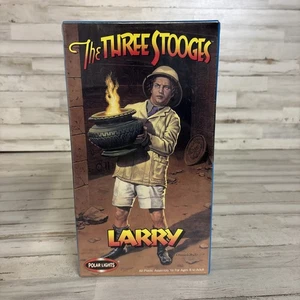 The THREE STOOGES
LARRY
POLAR LIGHTS